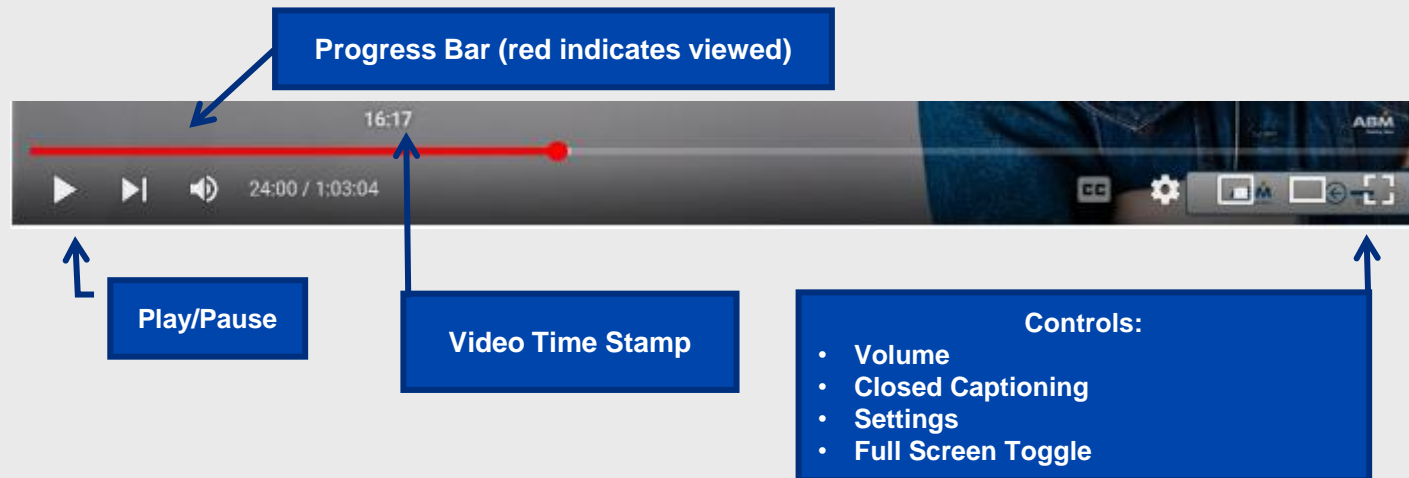 Progress Bar (red indicates viewed)
16:17
ABM
24:00 / 1:03:04
CC
Play/Pause
Video Time Stamp
Controls:
• Volume
• Closed Captioning
• Settings
• Full Screen Toggle